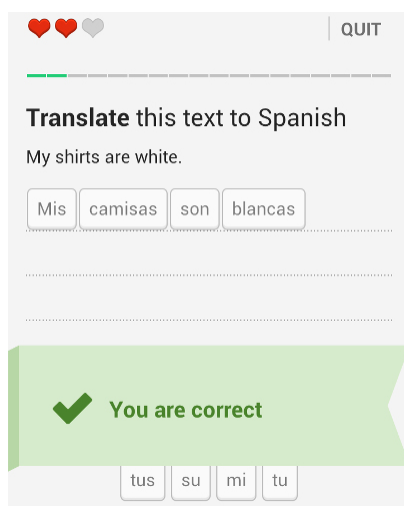 QUIT
Translate this text to Spanish
My shirts are white.
Mis camisas son blancas
You are correct
tus su mi tu